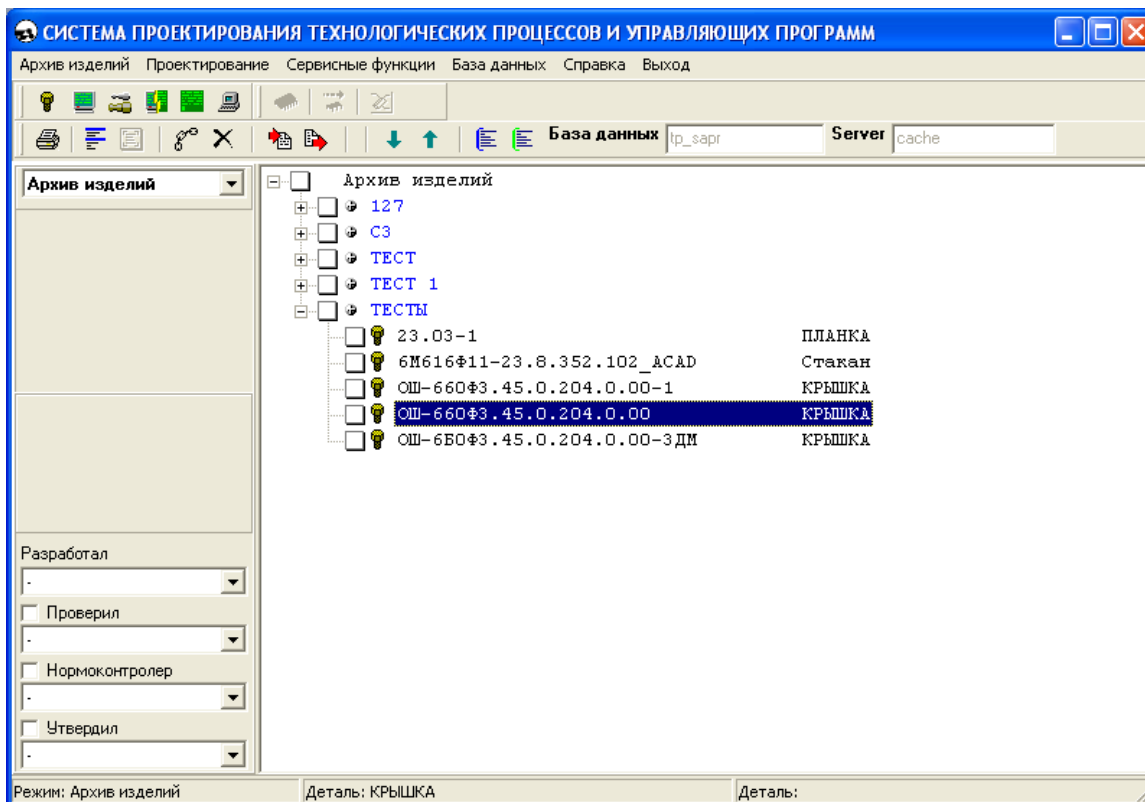 СИСТЕМА ПРОЕКТИРОВАНИЯ ТЕХНОЛОГИЧЕСКИХ ПРОЦЕССОВ И УПРАВЛЯЮЩИХ ПРОГРАММ
Архив изделий Проектирование Сервисные функции База данных Справка Выход
База данных tp_sapr Server cache
Архив изделий
Архив изделий
127
С3
ТЕСТ
ТЕСТ 1
ТЕСТЫ
23.03-1 ПЛАНКА
6М616Ф11-23.8.352.102_ACAD Стакан
ОШ-660Ф3.45.0.204.0.00-1 КРЫШКА
ОШ-660Ф3.45.0.204.0.00 КРЫШКА
ОШ-6Б0Ф3.45.0.204.0.00-3ДМ КРЫШКА
Разработал
-
Проверил
-
Нормоконтролер
-
Утвердил
-
Режим: Архив изделий Деталь: КРЫШКА Деталь: